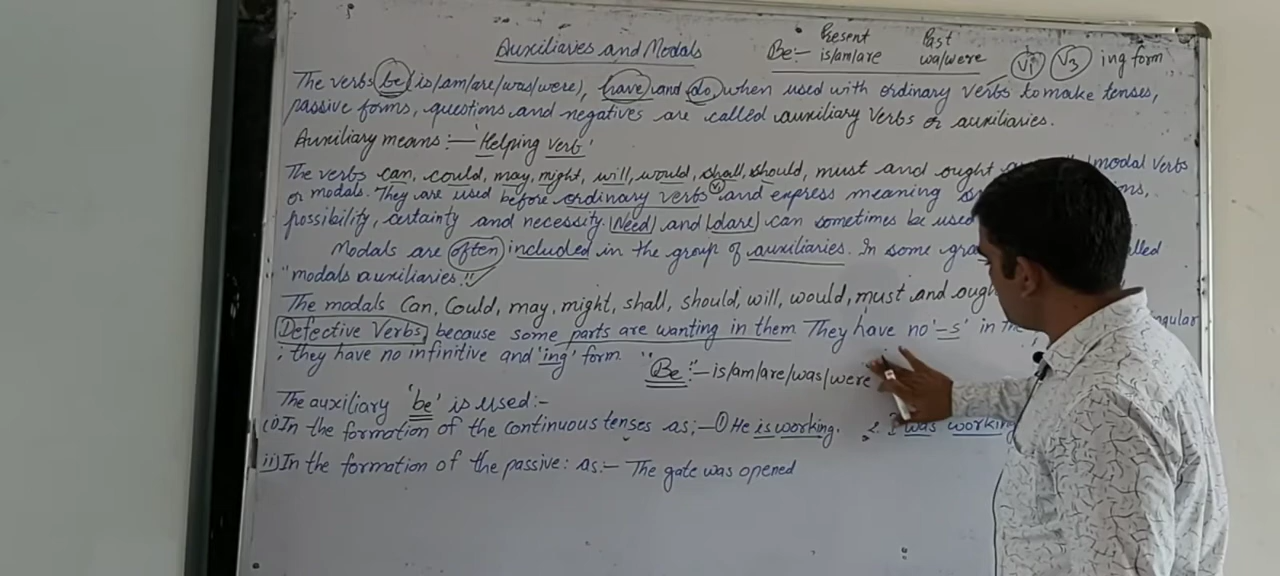 Auxiliaries and Modals
Be:- Present Past
is/am/are wa/were V1 V3 ing form
The verbs be (is/am/are/was/were), have and do, when used with ordinary verbs to make tenses,
passive forms, questions and negatives are called auxiliary verbs or auxiliaries.
Auxiliary means:- 'Helping verb'
The verbs can, could, may, might, will, would, shall, should, must and ought modal verbs
or modals. They are used before ordinary verbs (V1) and express meaning
possibility, certainty and necessity. (Need) and (dare) can sometimes be used
Modals are (often) included in the group of auxiliaries. In some
"modals auxiliaries"
The modals Can, Could, may, might, shall, should, will, would, must and
Defective Verbs, because some parts are wanting in them They have no '-s' in
; they have no infinitive and 'ing' form
"Be":- is/am/are/was/were
The auxiliary 'be' is used:-
(i) In the formation of the continuous tenses as;- (1) He is working. 2. I was working
ii) In the formation of the passive: as:- The gate was opened